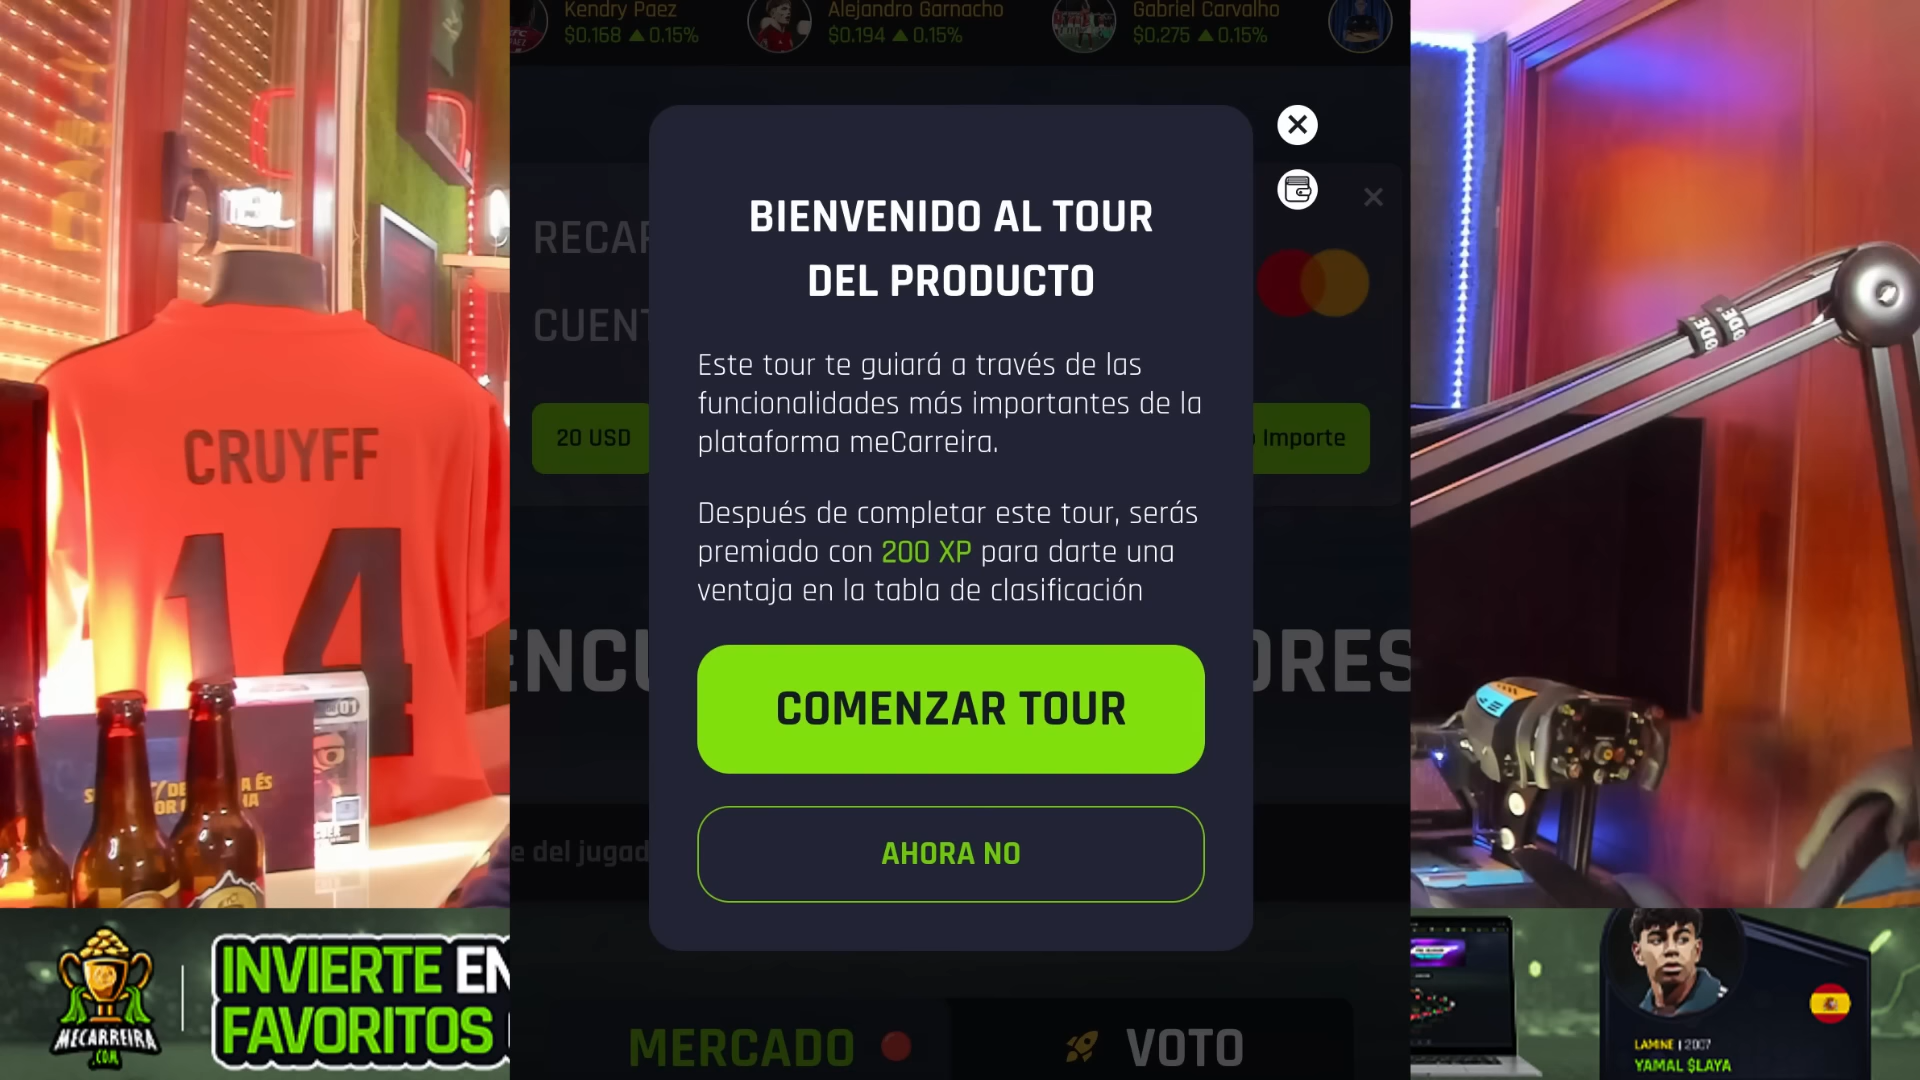 Kendry Paez
$0.168 ▲ 0.15%
Alejandro Garnacho
$0.194 ▲ 0.15%
Gabriel Carvalho
$0.275 ▲ 0.15%
BIENVENIDO AL TOUR
DEL PRODUCTO
Este tour te guiará a través de las
funcionalidades más importantes de la
plataforma meCarreira.
Después de completar este tour, serás
premiado con 200 XP para darte una
ventaja en la tabla de clasificación
COMENZAR TOUR
AHORA NO
20 USD
Importe
del
MERCADO
VOTO
CRUYFF
14
MECARREIRA
.COM
INVIERTE EN
FAVORITOS
LAMINE | 2007
YAMAL $LAYA